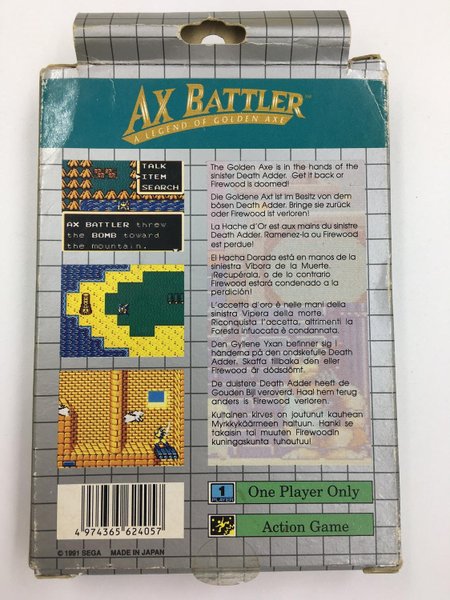 AX BATTLER™
A LEGEND OF GOLDEN AXE
TALK
ITEM
SEARCH
AX BATTLER threw
the BOMB toward
the mountain.
The Golden Axe is in the hands of the
sinister Death Adder. Get it back or
Firewood is doomed!
Die Goldene Axt ist im Besitz von dem
bösen Death Adder. Bringe sie zurück
oder Firewood ist verloren!
La Hache d'Or est aux mains du sinistre
Death Adder. Ramenez-la ou Firewood
est perdue!
El Hacha Dorada está en manos de la
siniestra Víbora de la Muerte.
¡Recupérala, o de lo contrario
Firewood estará condenado a la
perdición!
L'accetta d'oro è nelle mani della
sinistra Vipera della morte.
Riconquista l'accetta, altrimenti la
Foresta infuocata è condannata.
Den Gyllene Yxan befinner sig i
händerna på den ondskefulle Death
Adder. Skaffa tilbaka den eller
Firewood är dödsdömt.
De duistere Death Adder heeft de
Gouden Bijl veroverd. Haal hem terug
anders is Firewood verloren.
Kultainen kirves on joutunut kauhean
Myrkkykäärmeen haltuun. Hanki se
takaisin tai muuten Firewoodin
kuningaskunta tuhoutuu!
1
PLAYER
One Player Only
Action Game
4 974365 624057
© 1991 SEGA MADE IN JAPAN